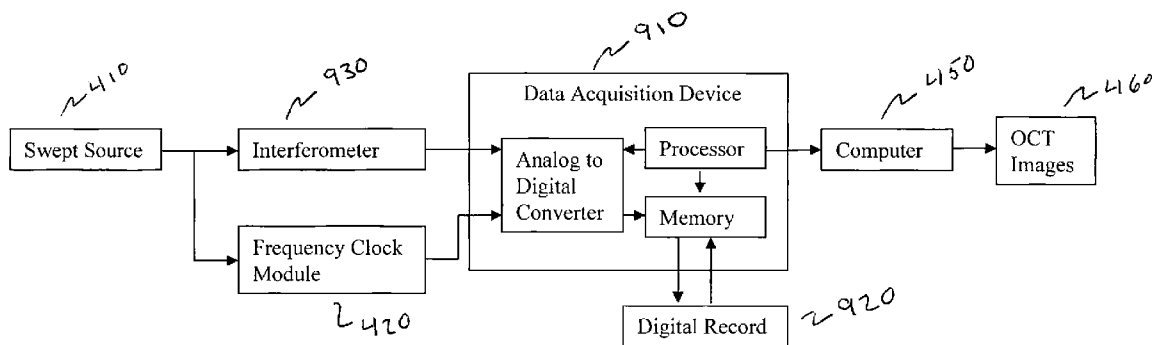 410
930
910
450
460
Data Acquisition Device
Swept Source
Interferometer
Analog to
Digital
Converter
Processor
Memory
Computer
OCT
Images
Frequency Clock
Module
420
Digital Record
920